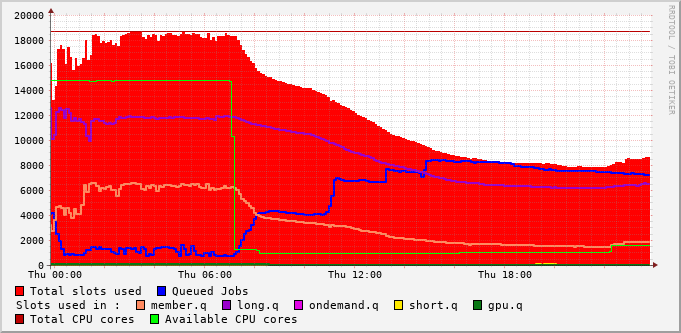 20000
18000
16000
14000
12000
10000
8000
6000
4000
2000
0
Thu 00:00 Thu 06:00 Thu 12:00 Thu 18:00
RRDTOOL / TOBI OETIKER
Total slots used Queued Jobs
Slots used in : member.q long.q ondemand.q short.q gpu.q
Total CPU cores Available CPU cores